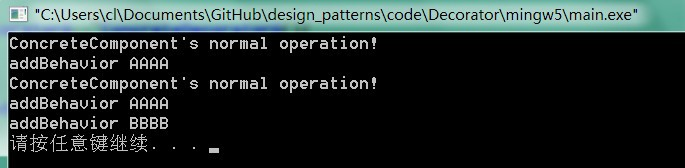 "C:\Users\cl\Documents\GitHub\design_patterns\code\Decorator\mingw5\main.exe"
ConcreteComponent's normal operation!
addBehavior AAAA
ConcreteComponent's normal operation!
addBehavior AAAA
addBehavior BBBB
请按任意键继续. . .